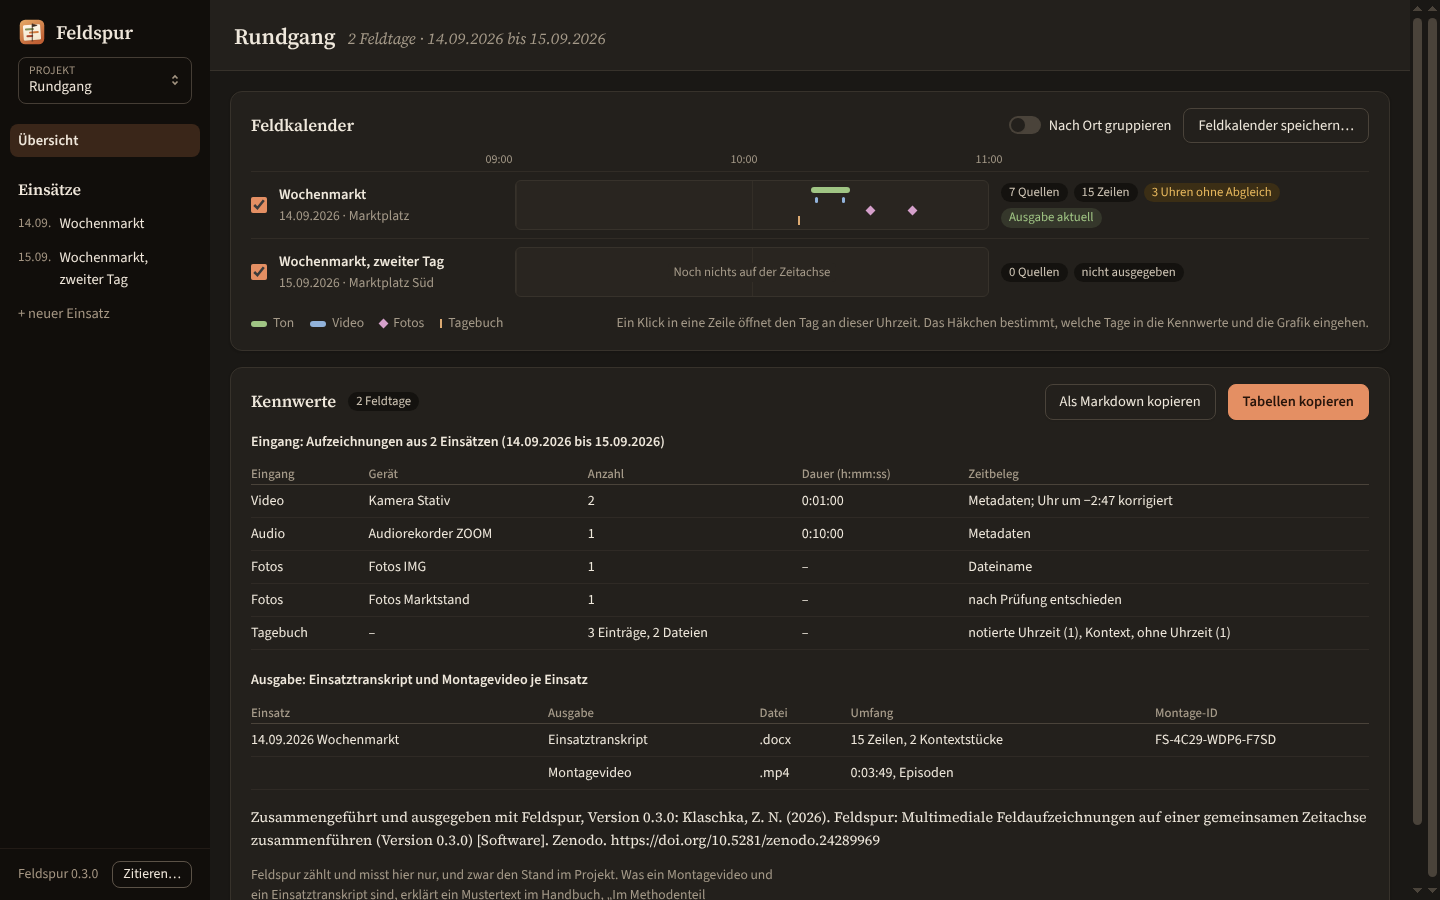 Feldspur
PROJEKT
Rundgang
Übersicht
Einsätze
14.09. Wochenmarkt
15.09. Wochenmarkt,
zweiter Tag
+ neuer Einsatz
Feldspur 0.3.0 Zitieren…
Rundgang 2 Feldtage · 14.09.2026 bis 15.09.2026
Feldkalender Nach Ort gruppieren Feldkalender speichern…
09:00 10:00 11:00
Wochenmarkt
14.09.2026 · Marktplatz
7 Quellen 15 Zeilen 3 Uhren ohne Abgleich
Ausgabe aktuell
Wochenmarkt, zweiter Tag
15.09.2026 · Marktplatz Süd
Noch nichts auf der Zeitachse
0 Quellen nicht ausgegeben
Ton Video Fotos Tagebuch Ein Klick in eine Zeile öffnet den Tag an dieser Uhrzeit. Das Häkchen bestimmt, welche Tage in die Kennwerte und die Grafik eingehen.
Kennwerte 2 Feldtage Als Markdown kopieren Tabellen kopieren
Eingang: Aufzeichnungen aus 2 Einsätzen (14.09.2026 bis 15.09.2026)
Eingang Gerät Anzahl Dauer (h:mm:ss) Zeitbeleg
Video Kamera Stativ 2 0:01:00 Metadaten; Uhr um −2:47 korrigiert
Audio Audiorekorder ZOOM 1 0:10:00 Metadaten
Fotos Fotos IMG 1 – Dateiname
Fotos Fotos Marktstand 1 – nach Prüfung entschieden
Tagebuch – 3 Einträge, 2 Dateien – notierte Uhrzeit (1), Kontext, ohne Uhrzeit (1)
Ausgabe: Einsatztranskript und Montagevideo je Einsatz
Einsatz Ausgabe Datei Umfang Montage-ID
14.09.2026 Wochenmarkt Einsatztranskript .docx 15 Zeilen, 2 Kontextstücke FS-4C29-WDP6-F7SD
Montagevideo .mp4 0:03:49, Episoden
Zusammengeführt und ausgegeben mit Feldspur, Version 0.3.0: Klaschka, Z. N. (2026). Feldspur: Multimediale Feldaufzeichnungen auf einer gemeinsamen Zeitachse
zusammenführen (Version 0.3.0) [Software]. Zenodo. https://doi.org/10.5281/zenodo.24289969
Feldspur zählt und misst hier nur, und zwar den Stand im Projekt. Was ein Montagevideo und
ein Einsatztranskript sind, erklärt ein Mustertext im Handbuch, „Im Methodenteil